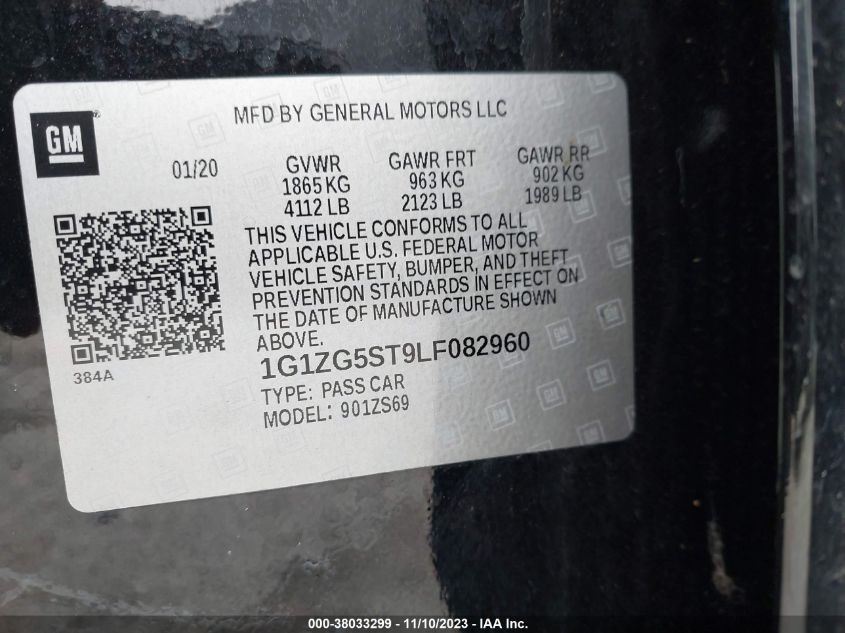 MFD BY GENERAL MOTORS LLC
GM
01/20
GVWR
1865 KG
4112 LB
GAWR FRT
963 KG
2123 LB
GAWR RR
902 KG
1989 LB
THIS VEHICLE CONFORMS TO ALL
APPLICABLE U.S. FEDERAL MOTOR
VEHICLE SAFETY, BUMPER, AND THEFT
PREVENTION STANDARDS IN EFFECT ON
THE DATE OF MANUFACTURE SHOWN
ABOVE.
384A
1G1ZG5ST9LF082960
TYPE: PASS CAR
MODEL: 901ZS69
000-38033299 — 11/10/2023 — IAA Inc.